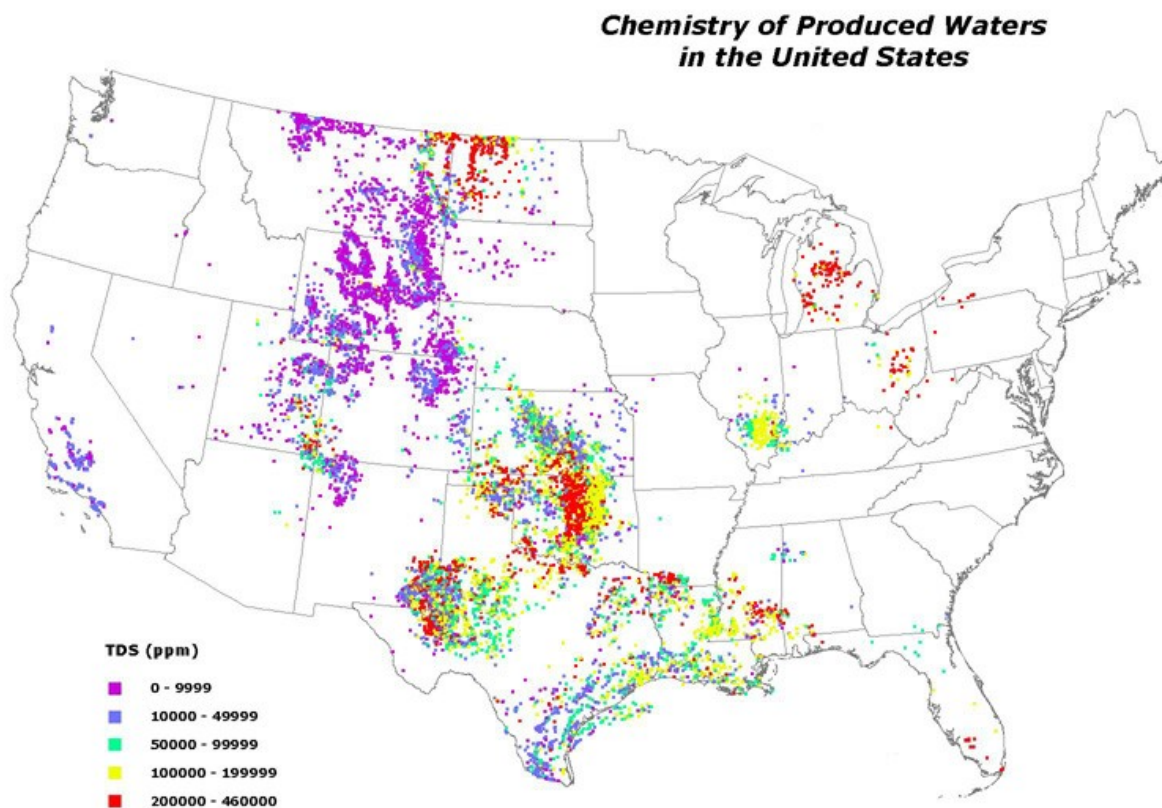 Chemistry of Produced Waters
in the United States
TDS (ppm)
0 - 9999
10000 - 49999
50000 - 99999
100000 - 199999
200000 - 460000